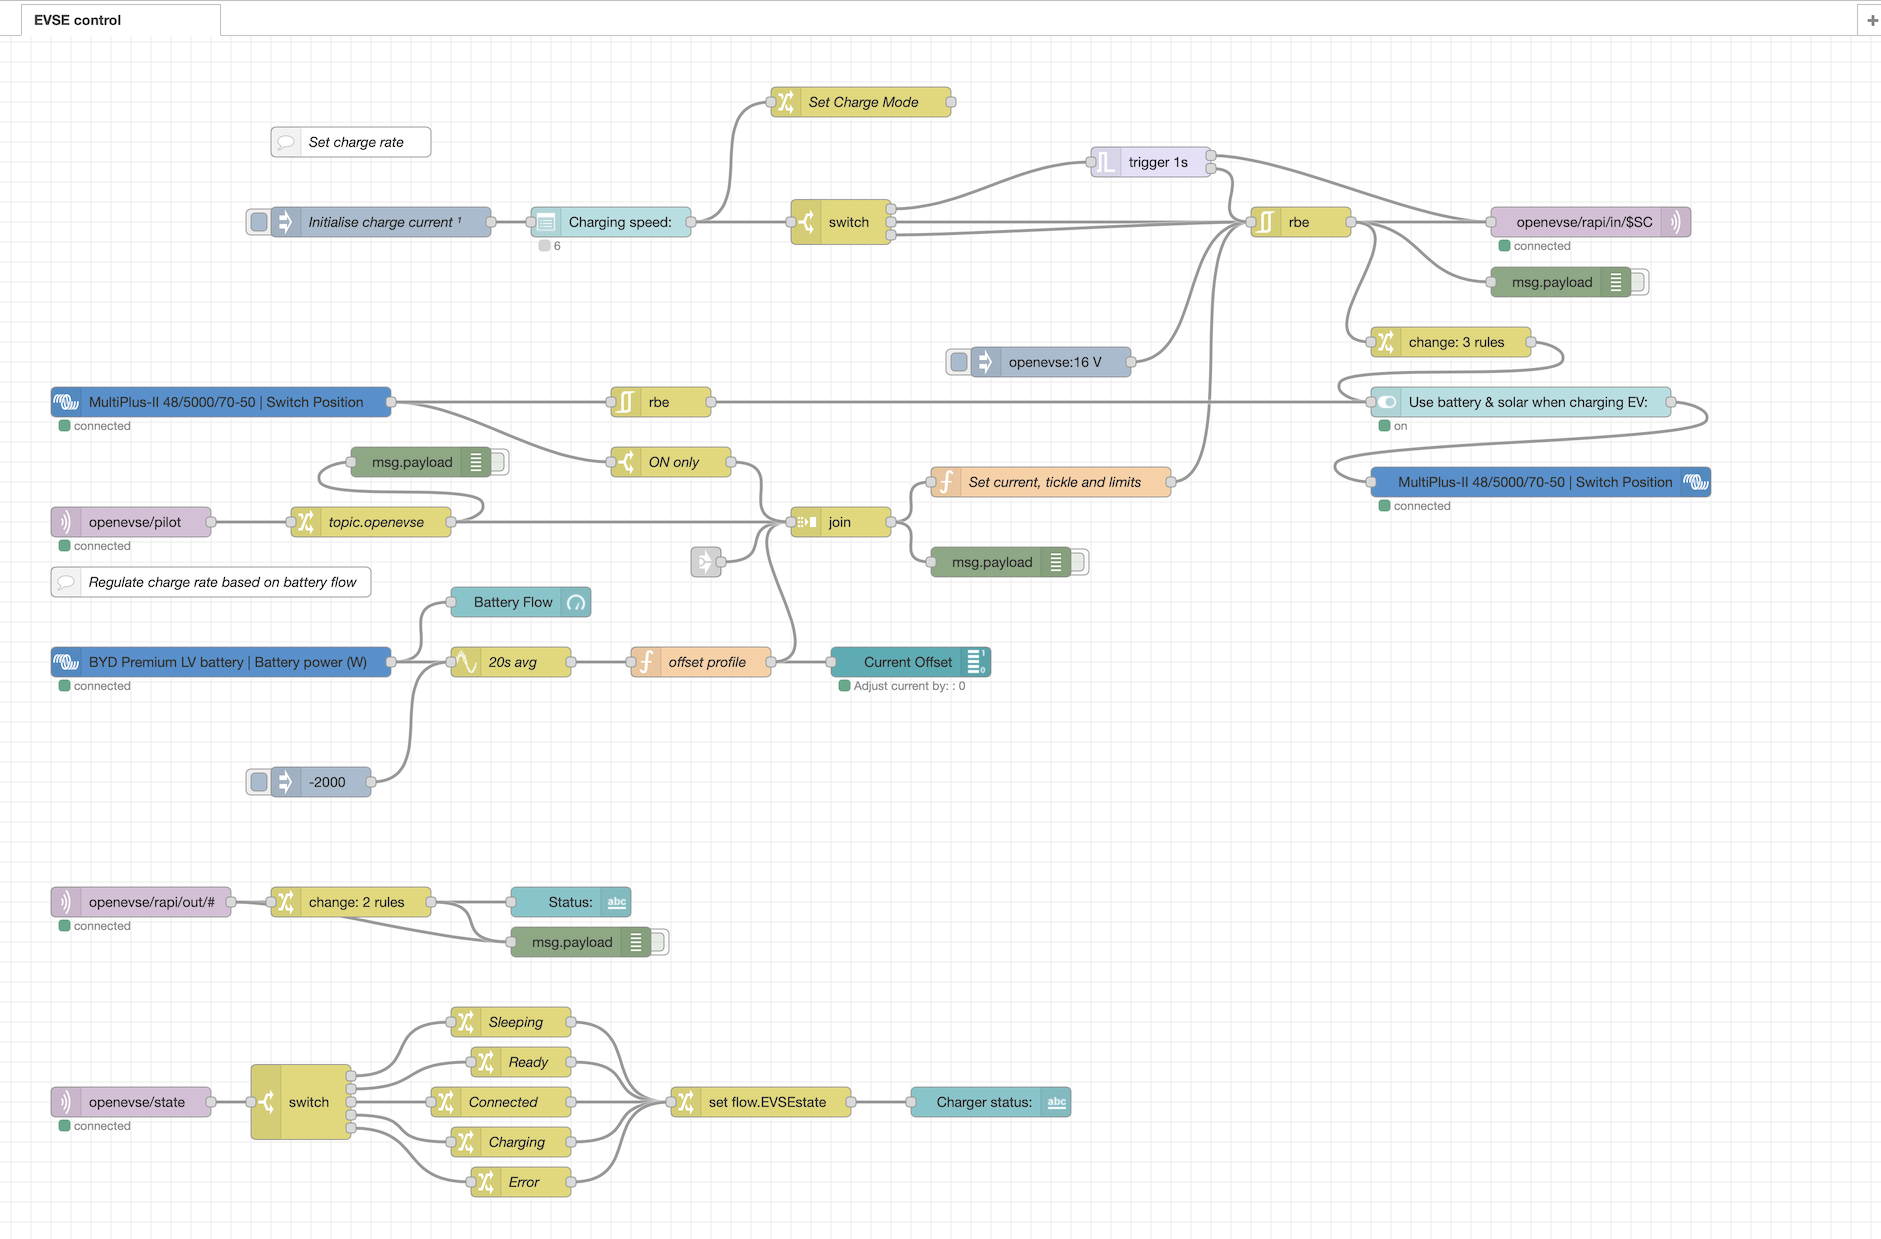 EVSE control
+
Set Charge Mode
Set charge rate
trigger 1s
Initialise charge current ¹
Charging speed:
switch
rbe
openevse/rapi/in/$SC
6
connected
msg.payload
change: 3 rules
openevse:16 V
MultiPlus-II 48/5000/70-50 | Switch Position
rbe
Use battery & solar when charging EV:
connected
on
msg.payload
ON only
Set current, tickle and limits
MultiPlus-II 48/5000/70-50 | Switch Position
connected
openevse/pilot
topic.openevse
join
connected
msg.payload
Regulate charge rate based on battery flow
Battery Flow
BYD Premium LV battery | Battery power (W)
20s avg
offset profile
Current Offset
1
0
connected
Adjust current by: : 0
-2000
openevse/rapi/out/#
change: 2 rules
Status:
abc
connected
msg.payload
Sleeping
Ready
openevse/state
switch
Connected
set flow.EVSEstate
Charger status:
abc
connected
Charging
Error